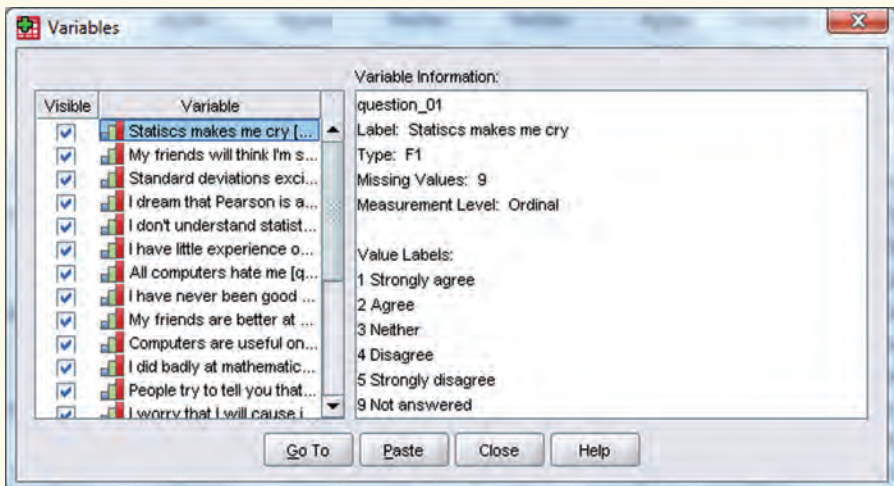 Variables
Visible
Variable
Statiscs makes me cry [...
My friends will think I'm s...
Standard deviations exci...
I dream that Pearson is a...
I don't understand statist...
I have little experience o...
All computers hate me [q...
I have never been good ...
My friends are better at ...
Computers are useful on...
I did badly at mathematic...
People try to tell you that...
I worry that I will cause i...
Variable Information:
question_01
Label: Statiscs makes me cry
Type: F1
Missing Values: 9
Measurement Level: Ordinal
Value Labels:
1 Strongly agree
2 Agree
3 Neither
4 Disagree
5 Strongly disagree
9 Not answered
Go To
Paste
Close
Help